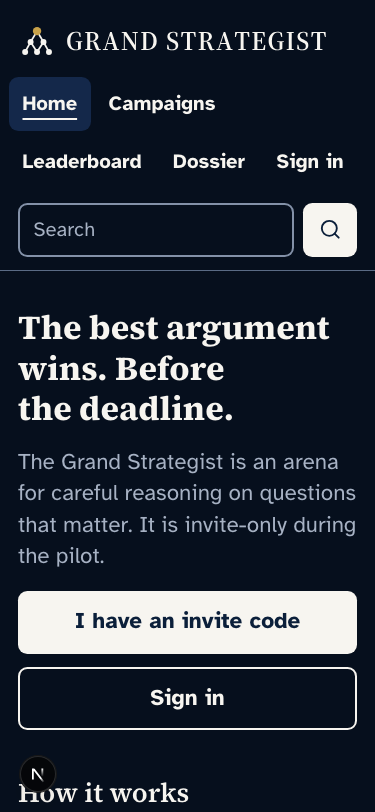 GRAND STRATEGIST
Home Campaigns
Leaderboard Dossier Sign in
Search
The best argument
wins. Before
the deadline.
The Grand Strategist is an arena
for careful reasoning on questions
that matter. It is invite-only during
the pilot.
I have an invite code
Sign in
N
How it works